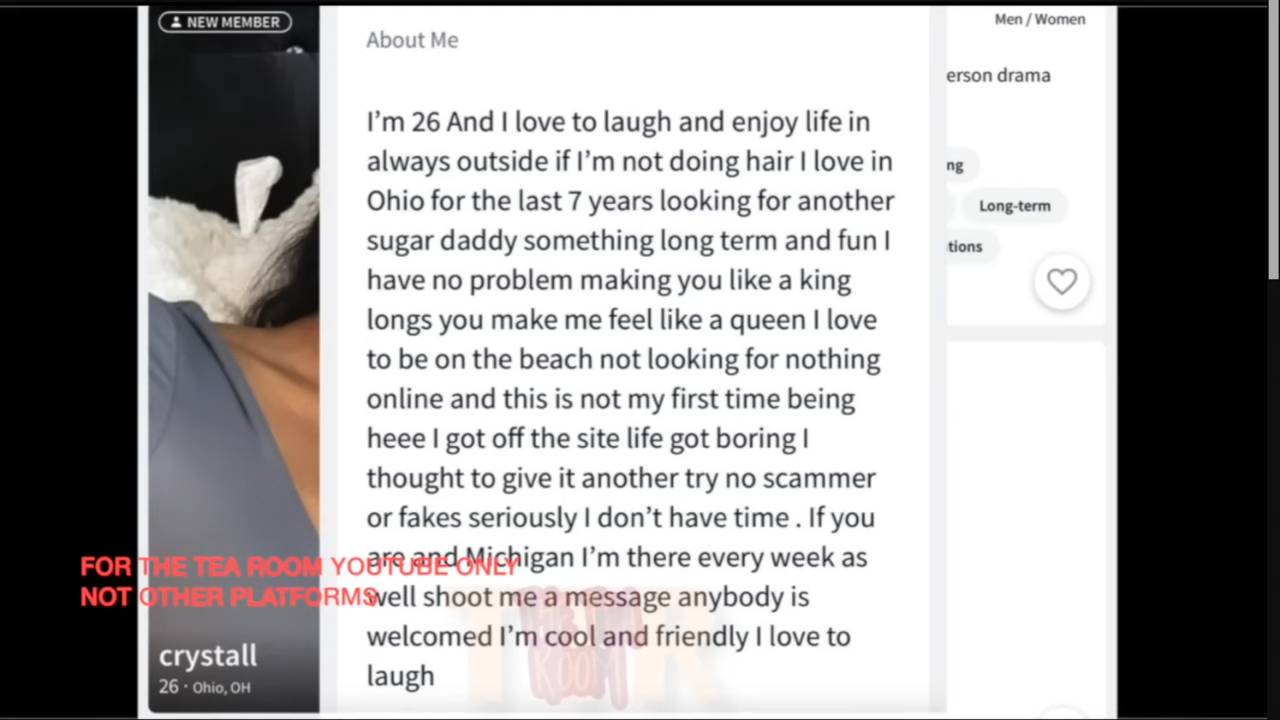 NEW MEMBER
About Me
I'm 26 And I love to laugh and enjoy life in
always outside if I'm not doing hair I love in
Ohio for the last 7 years looking for another
sugar daddy something long term and fun I
have no problem making you like a king
longs you make me feel like a queen I love
to be on the beach not looking for nothing
online and this is not my first time being
heee I got off the site life got boring I
thought to give it another try no scammer
or fakes seriously I don't have time . If you
are and Michigan I'm there every week as
well shoot me a message anybody is
welcomed I'm cool and friendly I love to
laugh
Men / Women
erson drama
ng
Long-term
tions
FOR THE TEA ROOM YOUTUBE ONLY
NOT OTHER PLATFORMS
crystall
26 · Ohio, OH
THE TEA
ROOM